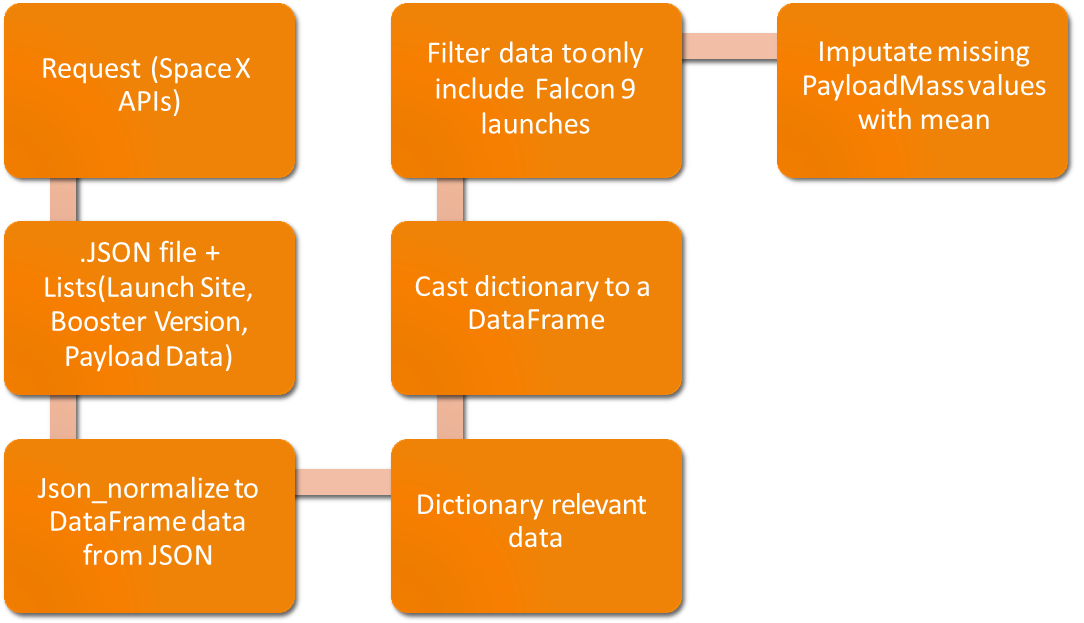 Request (Space X
APIs)
.JSON file +
Lists(Launch Site,
Booster Version,
Payload Data)
Json_normalize to
DataFrame data
from JSON
Dictionary relevant
data
Cast dictionary to a
DataFrame
Filter data to only
include Falcon 9
launches
Imputate missing
PayloadMass values
with mean